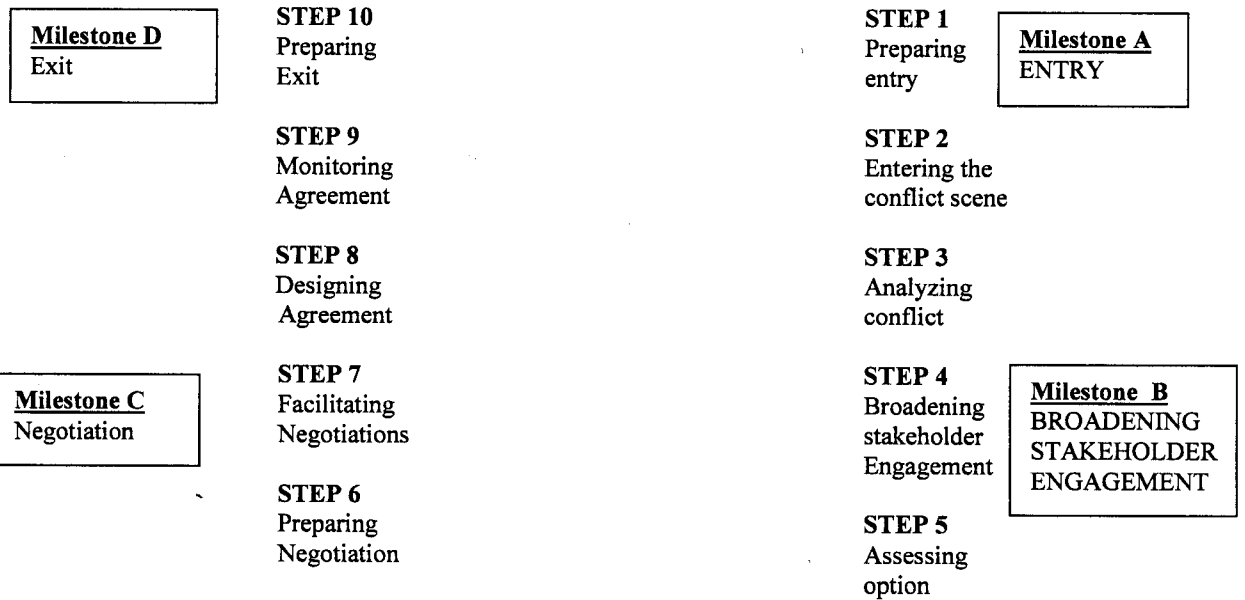 Milestone D
Exit
STEP 10
Preparing
Exit
STEP 9
Monitoring
Agreement
STEP 8
Designing
Agreement
Milestone C
Negotiation
STEP 7
Facilitating
Negotiations
STEP 6
Preparing
Negotiation
STEP 1
Preparing
entry
Milestone A
ENTRY
STEP 2
Entering the
conflict scene
STEP 3
Analyzing
conflict
STEP 4
Broadening
stakeholder
Engagement
Milestone B
BROADENING
STAKEHOLDER
ENGAGEMENT
STEP 5
Assessing
option